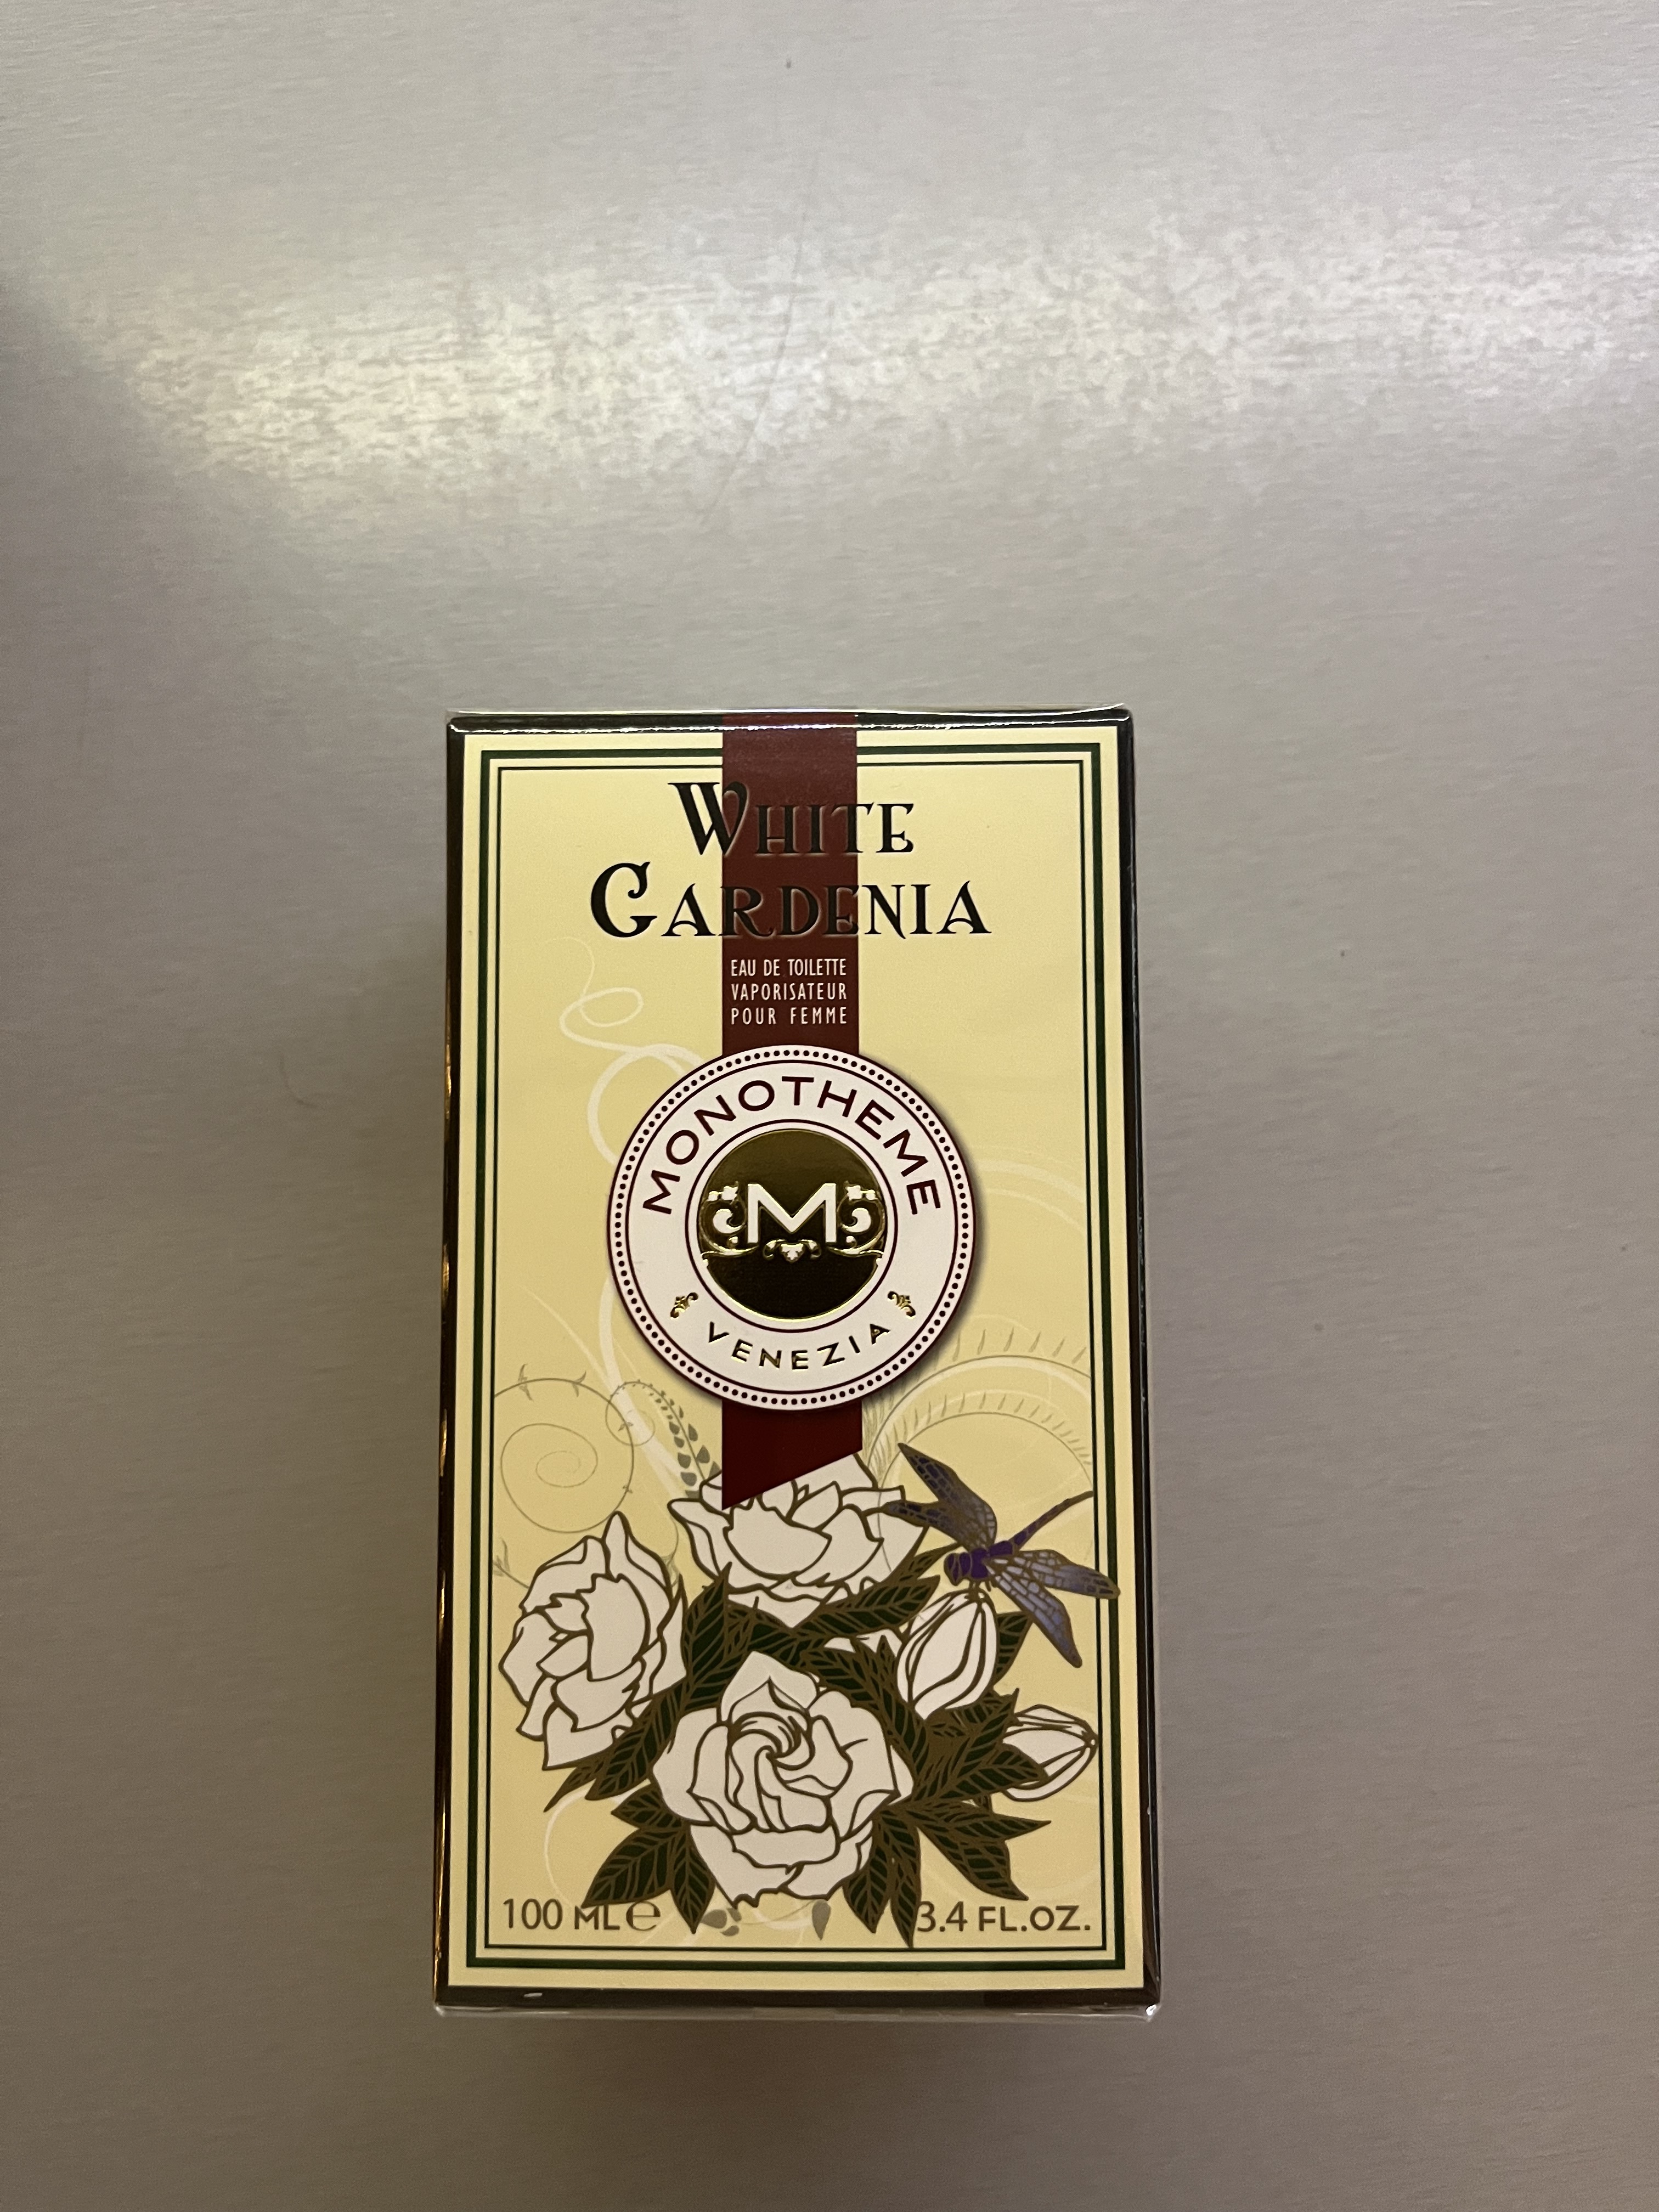 WHITE
GARDENIA
EAU DE TOILETTE
VAPORISATEUR
POUR FEMME
MONOTHEME
M
VENEZIA
100 ML ℮
3.4 FL.OZ.